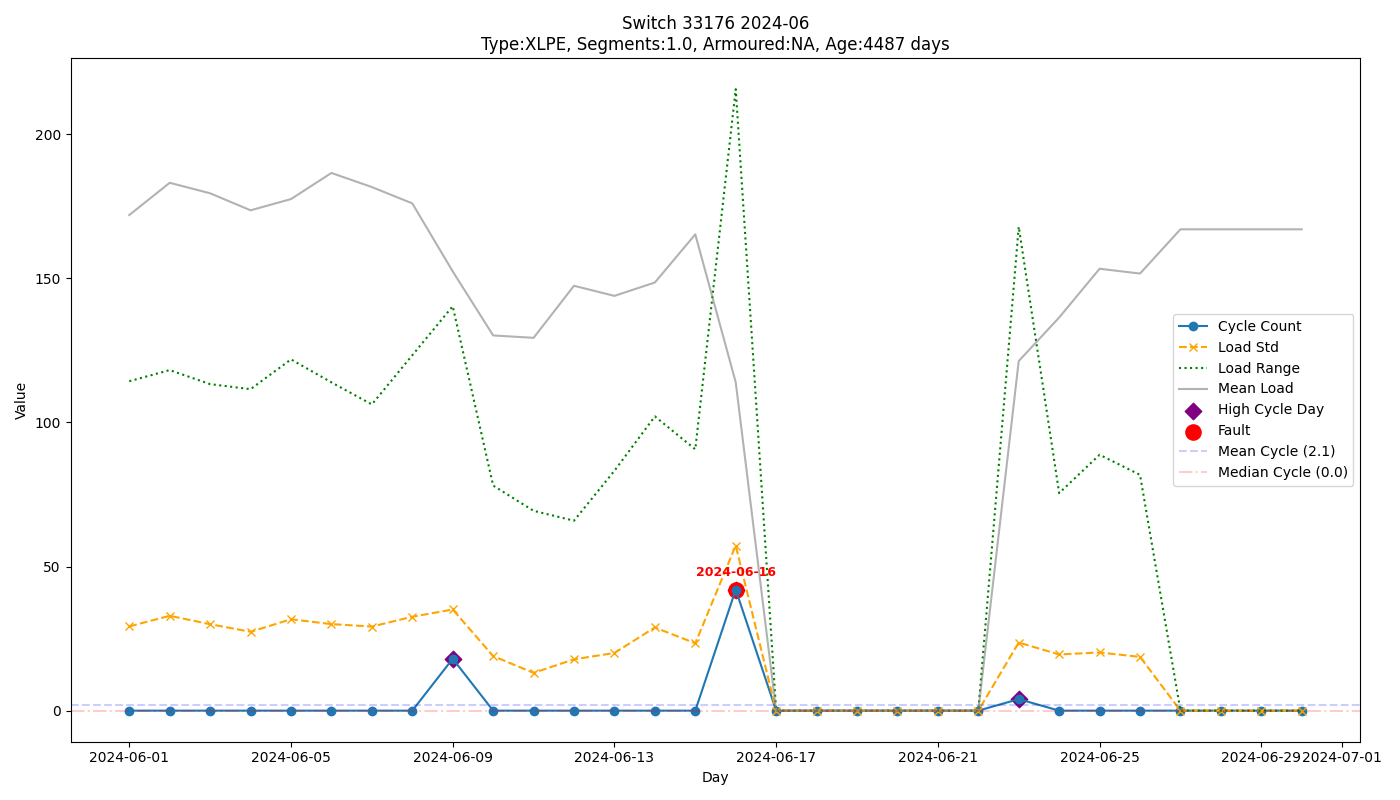 Switch 33176 2024-06
Type:XLPE, Segments:1.0, Armoured:NA, Age:4487 days
Value
200
150
100
50
0
2024-06-16
Cycle Count
Load Std
Load Range
Mean Load
High Cycle Day
Fault
Mean Cycle (2.1)
Median Cycle (0.0)
2024-06-01
2024-06-05
2024-06-09
2024-06-13
2024-06-17
2024-06-21
2024-06-25
2024-06-29
2024-07-01
Day